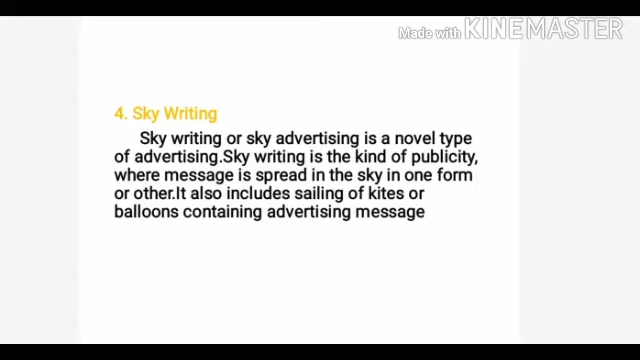 Made with KINEMASTER
4. Sky Writing
Sky writing or sky advertising is a novel type
of advertising.Sky writing is the kind of publicity,
where message is spread in the sky in one form
or other.It also includes sailing of kites or
balloons containing advertising message